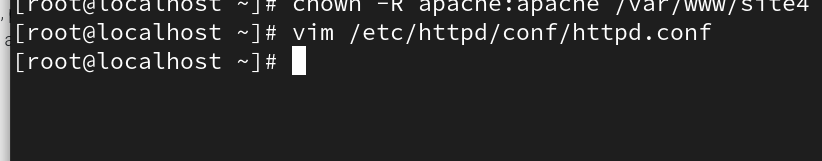 [root@localhost ~]# chown -R apache:apache /var/www/site4
[root@localhost ~]# vim /etc/httpd/conf/httpd.conf
[root@localhost ~]#